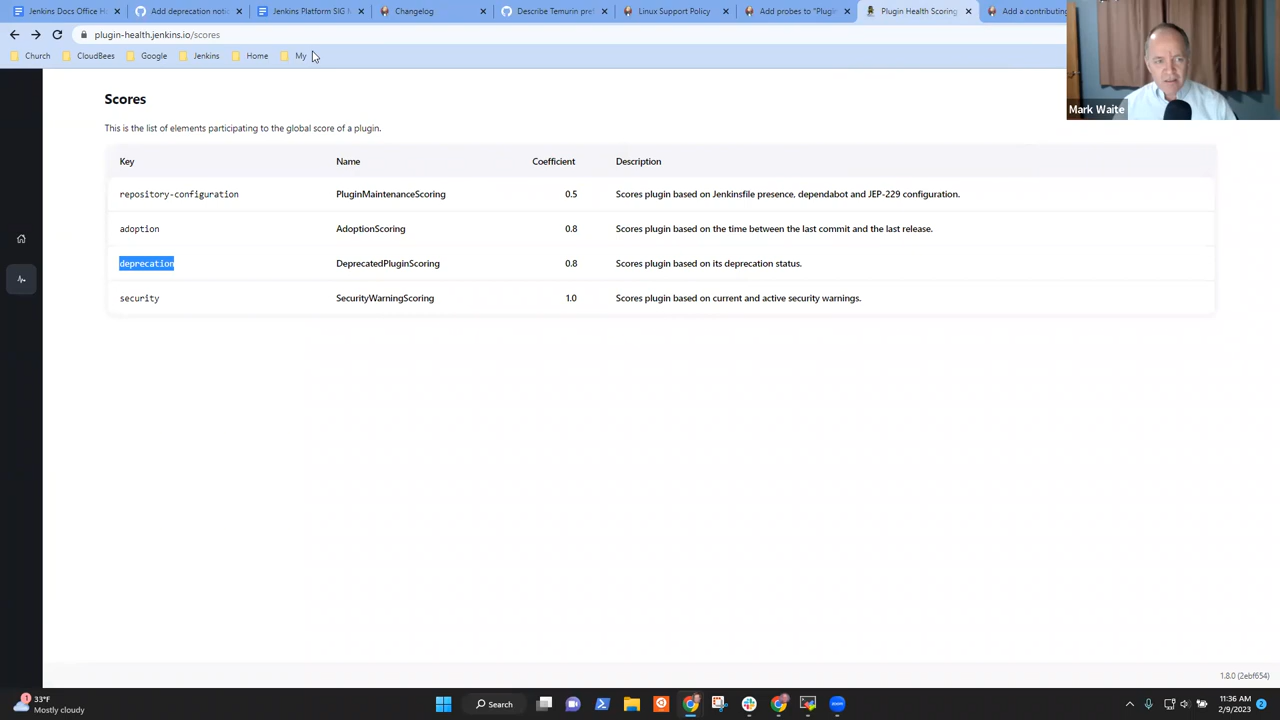 Jenkins Docs Office H
Add deprecation notic
Jenkins Platform SIG M
Changelog
Describe Temurin pref
Linux Support Policy
Add probes to "Plugin
Plugin Health Scoring
Add a contributing
plugin-health.jenkins.io/scores
Church CloudBees Google Jenkins Home My
Mark Waite
Scores
This is the list of elements participating to the global score of a plugin.
Key Name Coefficient Description
repository-configuration PluginMaintenanceScoring 0.5 Scores plugin based on Jenkinsfile presence, dependabot and JEP-229 configuration.
adoption AdoptionScoring 0.8 Scores plugin based on the time between the last commit and the last release.
deprecation DeprecatedPluginScoring 0.8 Scores plugin based on its deprecation status.
security SecurityWarningScoring 1.0 Scores plugin based on current and active security warnings.
1.8.0 (2ebf654)
1
33°F
Mostly cloudy
Search
11:36 AM
2/9/2023
2